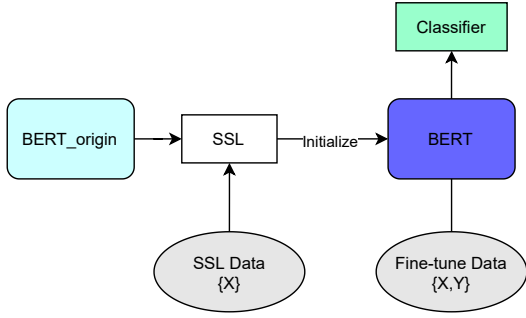 Classifier
BERT_origin
SSL
Initialize
BERT
SSL Data
{X}
Fine-tune Data
{X,Y}